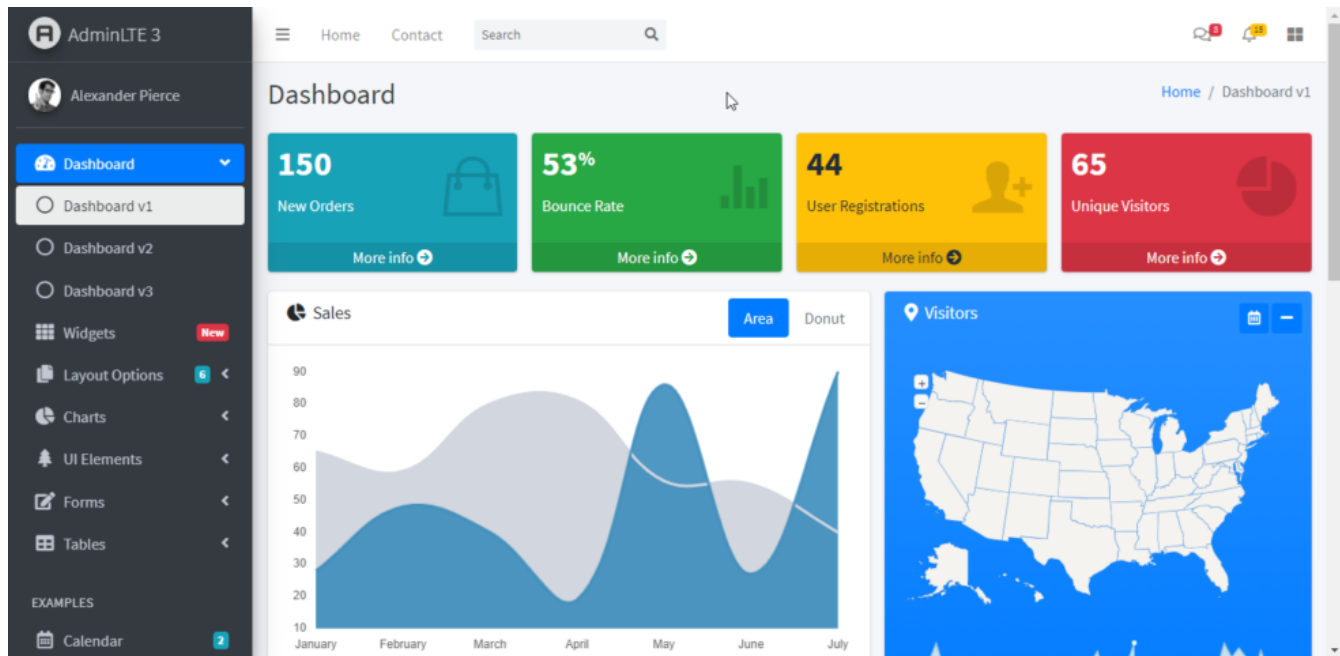 AdminLTE 3
Alexander Pierce
Dashboard
Dashboard v1
Dashboard v2
Dashboard v3
Widgets New
Layout Options 6
Charts
UI Elements
Forms
Tables
EXAMPLES
Calendar 2
Home Contact Search 3 15
Dashboard
Home / Dashboard v1
150
New Orders
More info
53%
Bounce Rate
More info
44
User Registrations
More info
65
Unique Visitors
More info
Sales
Area Donut
90
80
70
60
50
40
30
20
10
January February March April May June July
Visitors
+
-